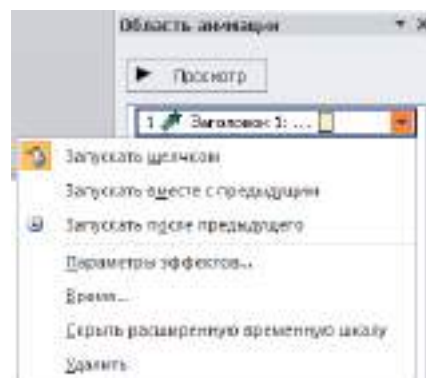 Область анимации
Просмотр
1 Заголовок 1: ...
Запускать щелчком
Запускать вместе с предыдущим
Запускать после предыдущего
Параметры эффектов...
Время...
Скрыть расширенную временную шкалу
Удалить